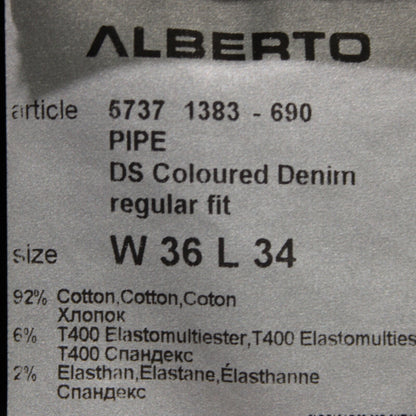 ALBERTO
article 5737 1383 - 690
PIPE
DS Coloured Denim
regular fit
size W 36 L 34
92% Cotton,Cotton,Coton
Хлопок
6% T400 Elastomultiester,T400 Elastomulties
T400 Спандекс
2% Elasthan,Elastane,Élasthanne
Спандекс